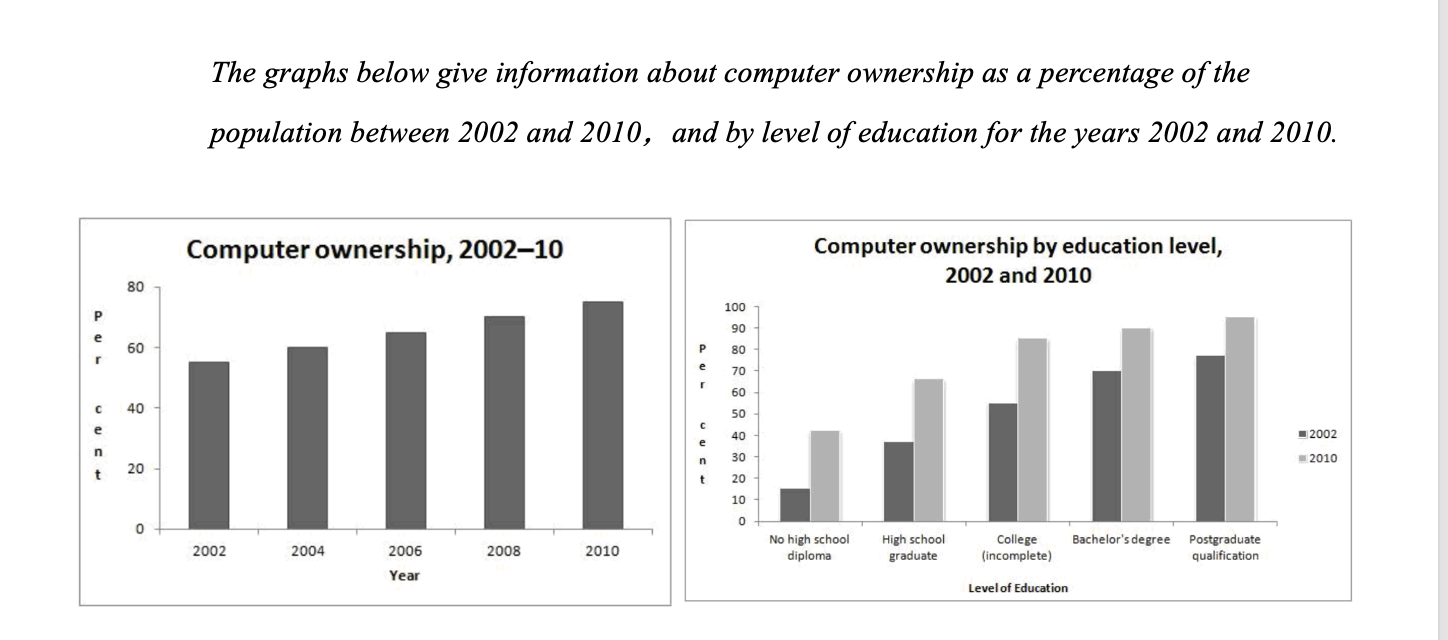 The graphs below give information about computer ownership as a percentage of the
population between 2002 and 2010，and by level of education for the years 2002 and 2010.
Computer ownership, 2002–10
Per cent
80
60
40
20
0
2002 2004 2006 2008 2010
Year
Computer ownership by education level,
2002 and 2010
Per cent
100
90
80
70
60
50
40
30
20
10
0
No high school
diploma
High school
graduate
College
(incomplete)
Bachelor's degree
Postgraduate
qualification
Level of Education
2002
2010